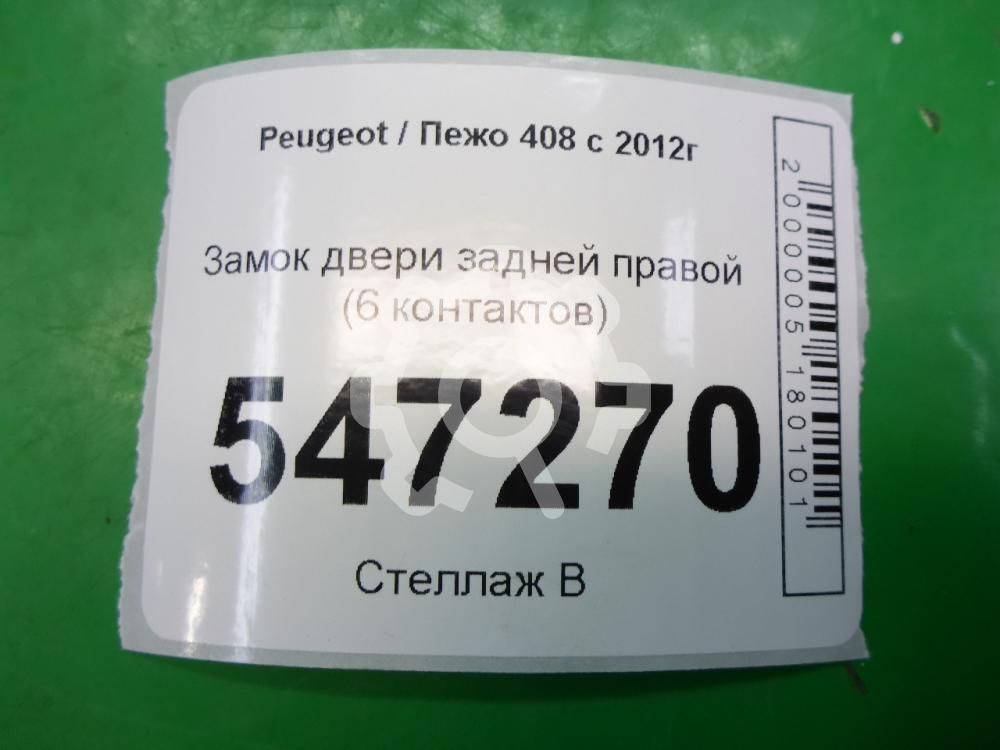 Peugeot / Пежо 408 с 2012г
Замок двери задней правой
(6 контактов)
547270
Стеллаж В
2000005180101